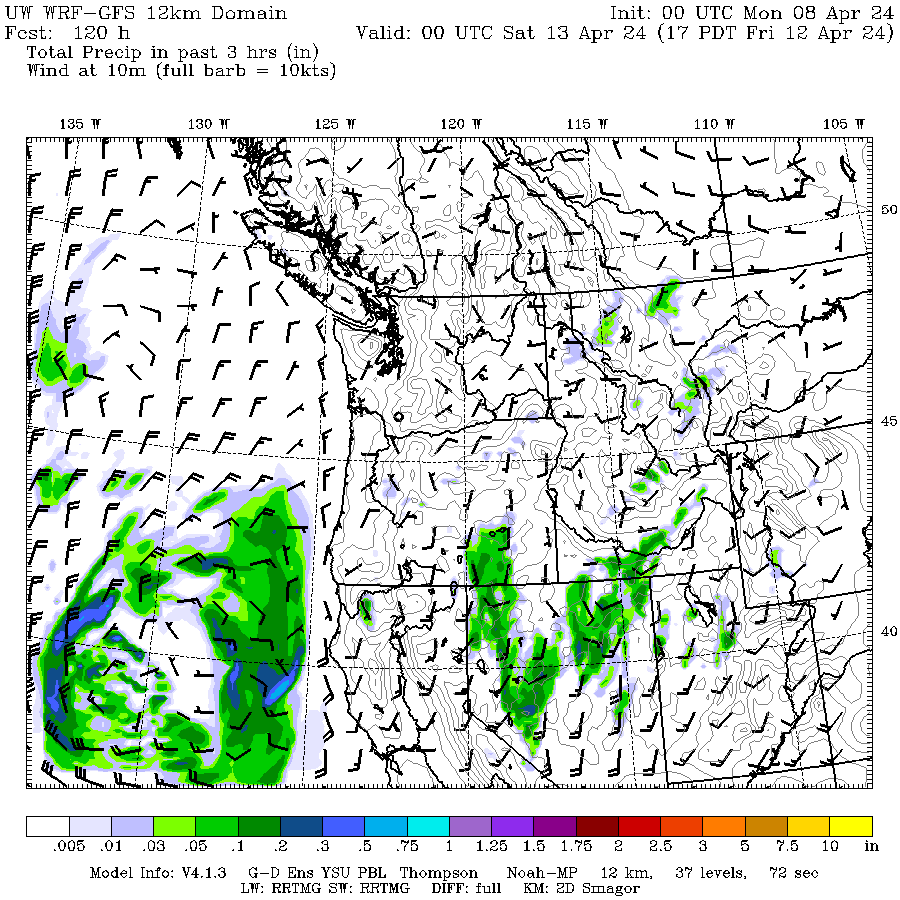 UW WRF-GFS 12km Domain Init: 00 UTC Mon 08 Apr 24
Fcst: 120 h Valid: 00 UTC Sat 13 Apr 24 (17 PDT Fri 12 Apr 24)
Total Precip in past 3 hrs (in)
Wind at 10m (full barb = 10kts)
135 W 130 W 125 W 120 W 115 W 110 W 105 W
50
45
40
.005 .01 .03 .05 .1 .2 .3 .5 .75 1 1.25 1.5 1.75 2 2.5 3 5 7.5 10 in
Model Info: V4.1.3 G-D Ens YSU PBL Thompson Noah-MP 12 km, 37 levels, 72 sec
LW: RRTMG SW: RRTMG DIFF: full KM: 2D Smagor